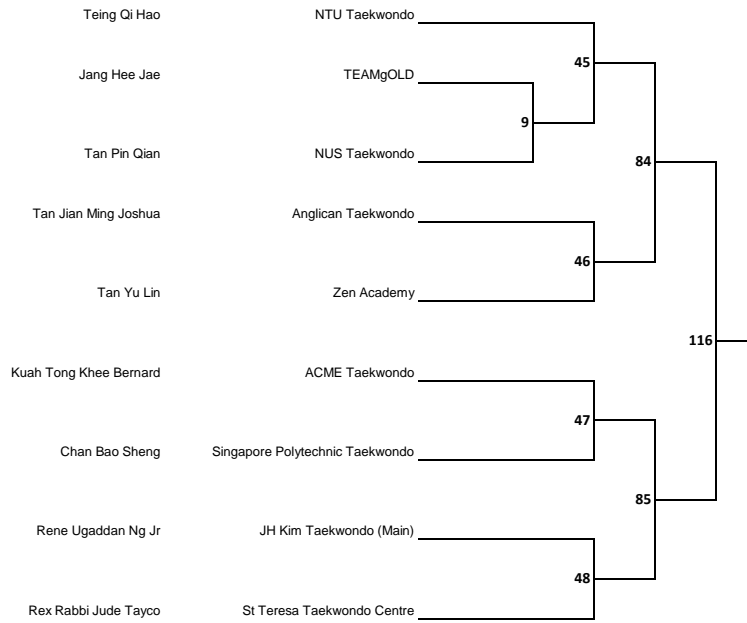 Teing Qi Hao NTU Taekwondo
45
Jang Hee Jae TEAMgOLD
9
Tan Pin Qian NUS Taekwondo
84
Tan Jian Ming Joshua Anglican Taekwondo
46
Tan Yu Lin Zen Academy
116
Kuah Tong Khee Bernard ACME Taekwondo
47
Chan Bao Sheng Singapore Polytechnic Taekwondo
85
Rene Ugaddan Ng Jr JH Kim Taekwondo (Main)
48
Rex Rabbi Jude Tayco St Teresa Taekwondo Centre